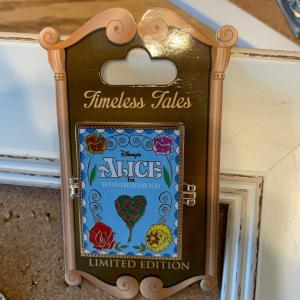 Timeless Tales
Disney's
ALICE
in
WONDERLAND
LIMITED EDITION